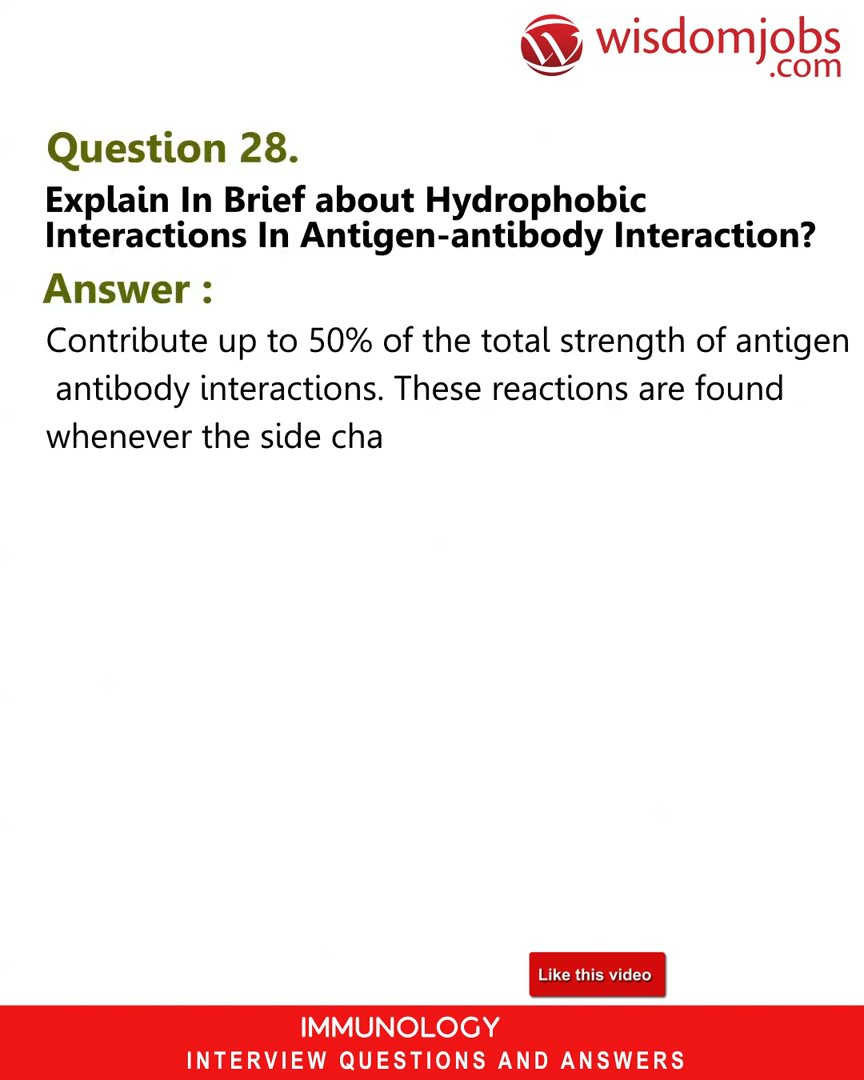 wisdomjobs
.com
Question 28.
Explain In Brief about Hydrophobic
Interactions In Antigen-antibody Interaction?
Answer :
Contribute up to 50% of the total strength of antigen
antibody interactions. These reactions are found
whenever the side cha
Like this video
IMMUNOLOGY
INTERVIEW QUESTIONS AND ANSWERS